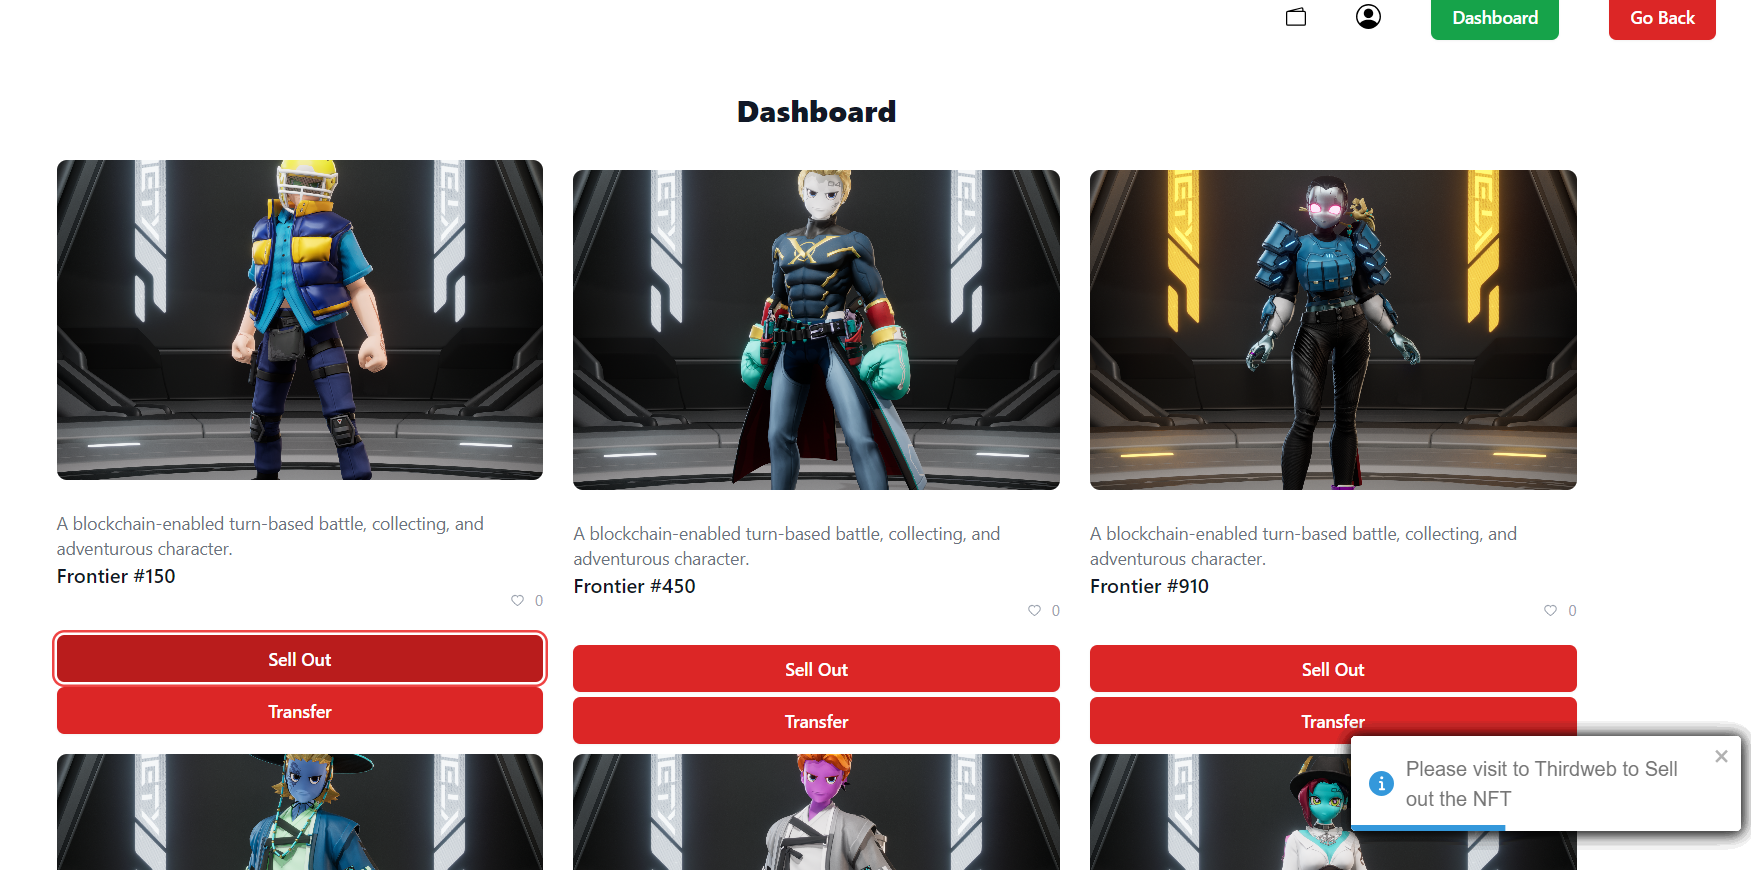 Dashboard
Go Back
Dashboard
A blockchain-enabled turn-based battle, collecting, and
adventurous character.
Frontier #150
0
Sell Out
Transfer
A blockchain-enabled turn-based battle, collecting, and
adventurous character.
Frontier #450
0
Sell Out
Transfer
A blockchain-enabled turn-based battle, collecting, and
adventurous character.
Frontier #910
0
Sell Out
Transfer
Please visit to Thirdweb to Sell
out the NFT